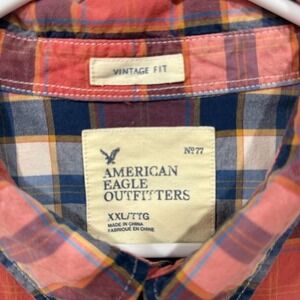 VINTAGE FIT
Nº77
AMERICAN
EAGLE
OUTFITTERS
XXL/TTG
MADE IN CHINA
FABRIQUÉ EN CHINE